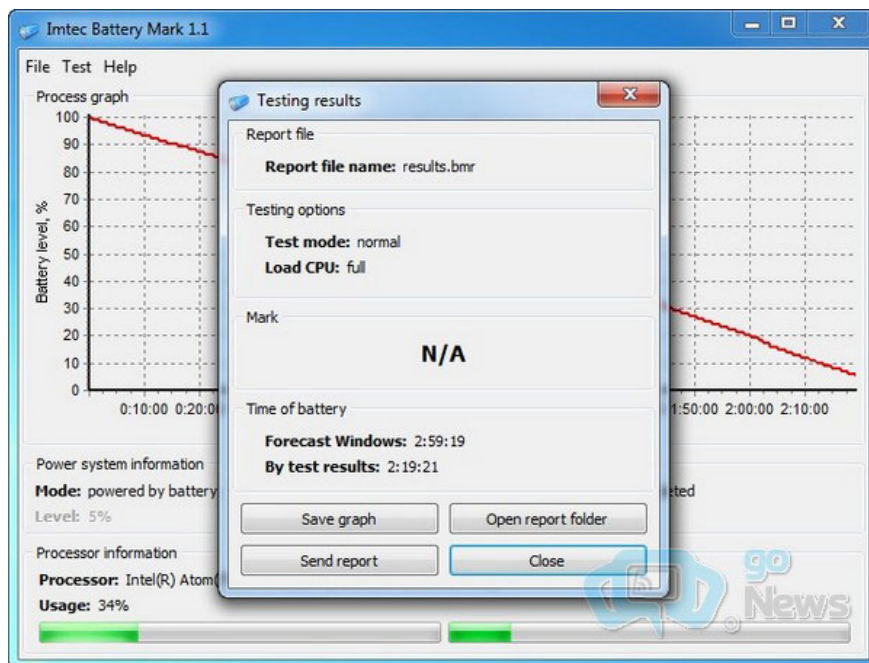 Imtec Battery Mark 1.1
File Test Help
Process graph
Battery level, %
100
90
80
70
60
50
40
30
20
10
0
0:10:00 0:20:0
1:50:00 2:00:00 2:10:00
Power system information
Mode: powered by battery
Level: 5%
Processor information
Processor: Intel(R) Atom(
Usage: 34%
Testing results
Report file
Report file name: results.bmr
Testing options
Test mode: normal
Load CPU: full
Mark
N/A
Time of battery
Forecast Windows: 2:59:19
By test results: 2:19:21
Save graph Open report folder
Send report Close
go
News